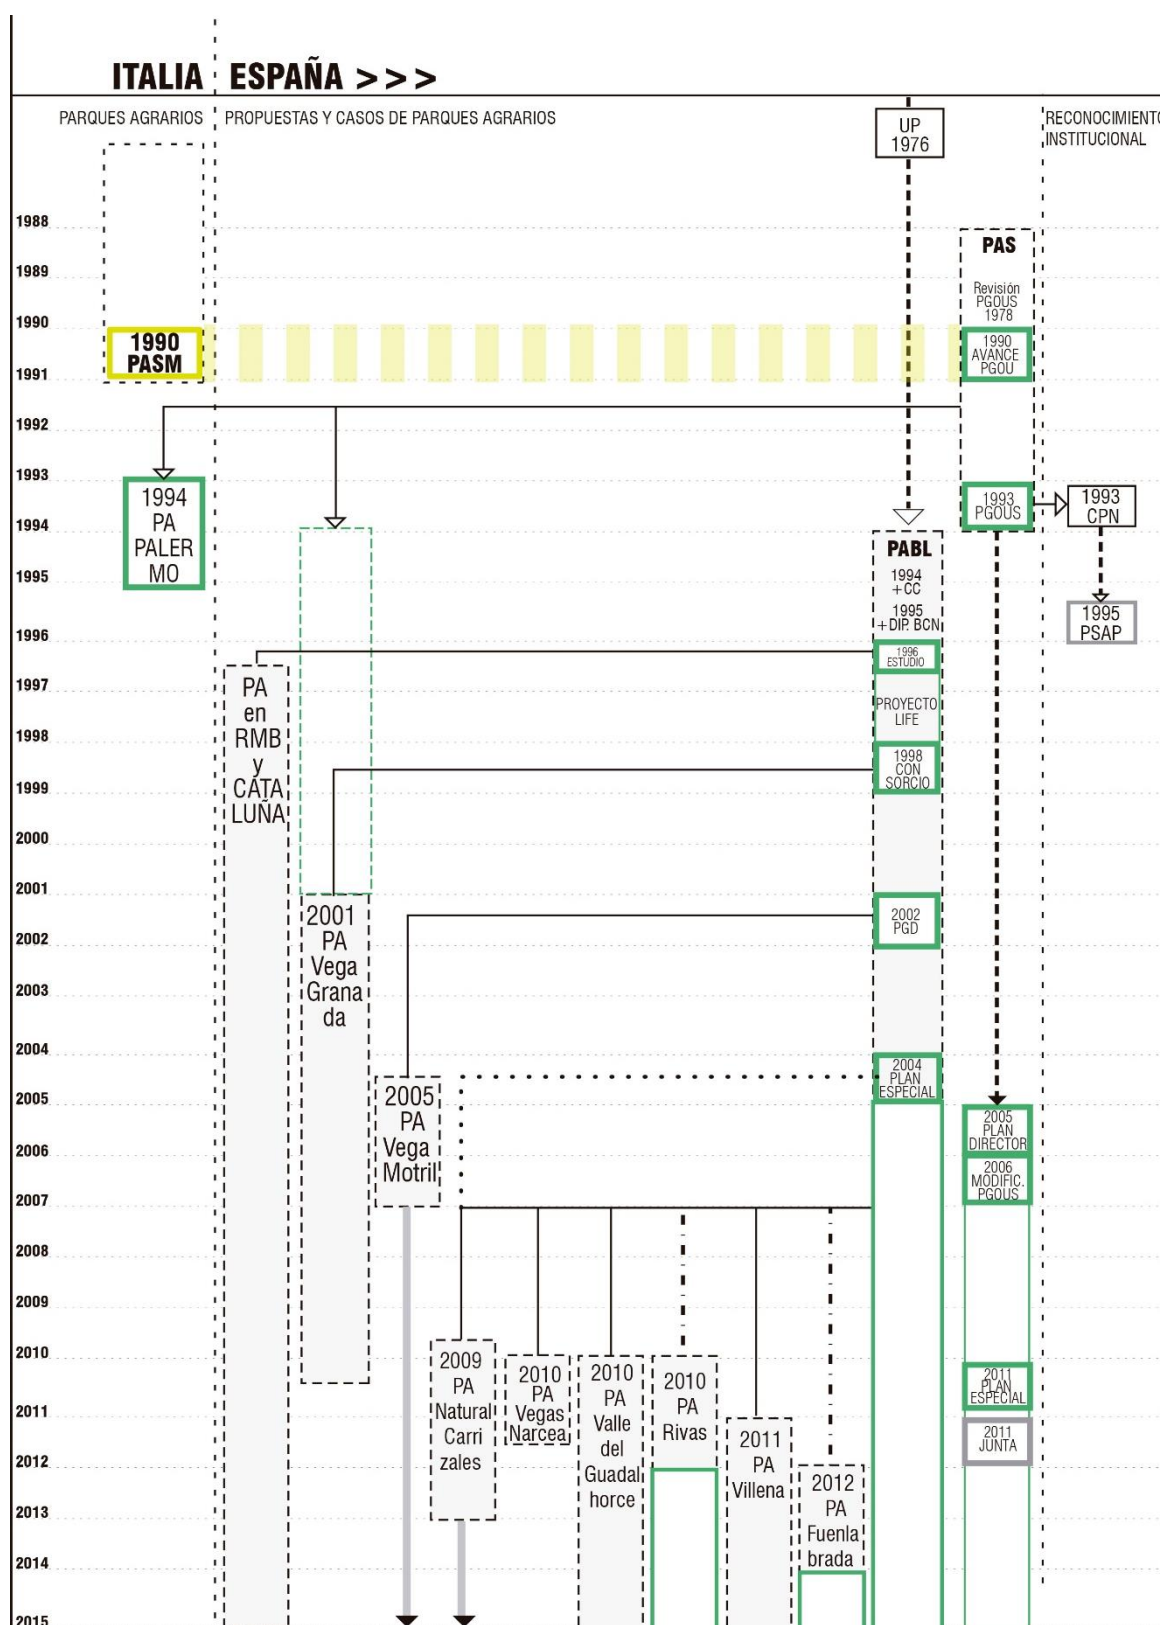 ITALIA
ESPAÑA > > >
PARQUES AGRARIOS
PROPUESTAS Y CASOS DE PARQUES AGRARIOS
UP
1976
RECONOCIMIENTO
INSTITUCIONAL
1988
PAS
1989
Revisión
PGOUS
1978
1990
1990
PASM
1990
AVANCE
PGOU
1991
1992
1993
1994
PA
PALER
MO
1993
PGOUS
1993
CPN
1994
PABL
1994
+CC
1995
1995
+DIP. BCN
1995
PSAP
1996
1996
ESTUDIO
1997
PA
en
RMB
y
CATA
LUÑA
PROYECTO
LIFE
1998
1998
CON
SORCIO
1999
2000
2001
2001
PA
Vega
Grana
da
2002
PGD
2002
2003
2004
2004
PLAN
ESPECIAL
2005
2005
PA
Vega
Motril
2005
PLAN
DIRECTOR
2006
2006
MODIFIC.
PGOUS
2007
2008
2009
2010
2009
PA
Natural
Carri
zales
2010
PA
Vegas
Narcea
2010
PA
Valle
del
Guadal
horce
2010
PA
Rivas
2011
PLAN
ESPECIAL
2011
2011
PA
Villena
2011
JUNTA
2012
2012
PA
Fuenla
brada
2013
2014
2015